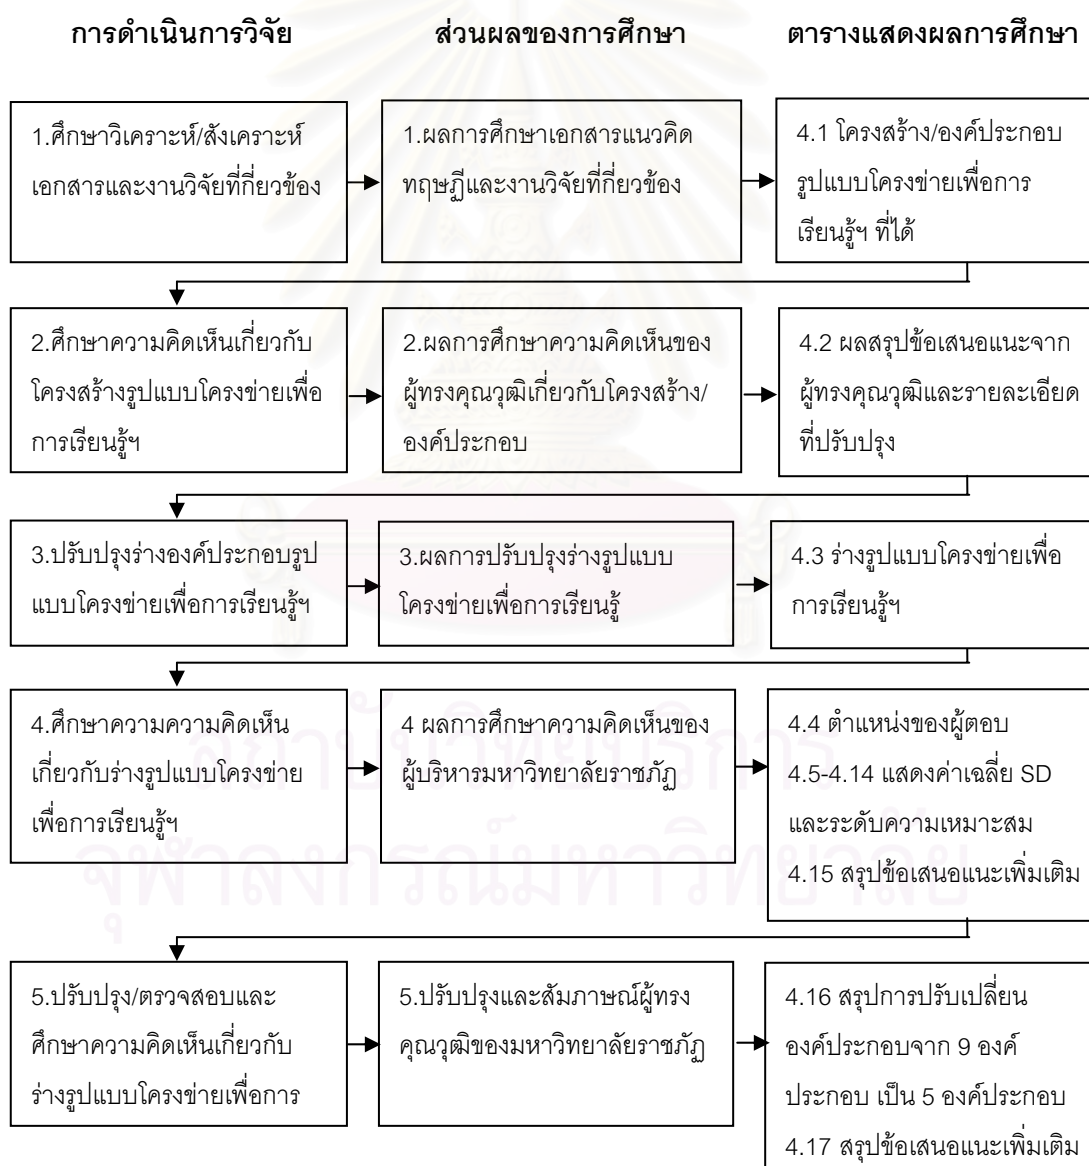 การดำเนินการวิจัย
ส่วนผลของการศึกษา
ตารางแสดงผลการศึกษา
1.ศึกษาวิเคราะห์/สังเคราะห์
เอกสารและงานวิจัยที่กี่ยวข้อง
1.ผลการศึกษาเอกสารแนวคิด
ทฤษฏีและงานวิจัยที่กี่ยวข้อง
4.1 โครงสร้าง/องค์ประกอบ
รูปแบบโครงข่ายเพื่อการ
เรียนรู้ฯ ที่ได้
2.ศึกษาความคิดเห็นเกี่ยวกับ
โครงสร้างรูปแบบโครงข่ายเพื่อ
การเรียนรู้ฯ
2.ผลการศึกษาความคิดเห็นของ
ผู้ทรงคุณวุฒิเกี่ยวกับโครงสร้าง/
องค์ประกอบ
4.2 ผลสรุปข้อเสนอแนะจาก
ผู้ทรงคุณวุฒิและรายละเอียด
ที่ปรับปรุง
3.ปรับปรุงร่างองค์ประกอบรูป
แบบโครงข่ายเพื่อการเรียนรู้ฯ
3.ผลการปรับปรุงร่างรูปแบบ
โครงข่ายเพื่อการเรียนรู้
4.3 ร่างรูปแบบโครงข่ายเพื่อ
การเรียนรู้ฯ
4.ศึกษาความความคิดเห็น
เกี่ยวกับร่างรูปแบบโครงข่าย
เพื่อการเรียนรู้ฯ
4 ผลการศึกษาความคิดเห็นของ
ผู้บริหารมหาวิทยาลัยราชภัฏ
4.4 ตำแหน่งของผู้ตอบ
4.5-4.14 แสดงค่าเฉลี่ย SD
และระดับความเหมาะสม
4.15 สรุปข้อเสนอแนะเพิ่มเติม
สถาบันวิทยบริการ
จุฬาลงกรณ์มหาวิทยาลัย
5.ปรับปรุง/ตรวจสอบและ
ศึกษาความคิดเห็นเกี่ยวกับ
ร่างรูปแบบโครงข่ายเพื่อการ
5.ปรับปรุงและสัมภาษณ์ผู้ทรง
คุณวุฒิของมหาวิทยาลัยราชภัฏ
4.16 สรุปการปรับเปลี่ยน
องค์ประกอบจาก 9 องค์
ประกอบ เป็น 5 องค์ประกอบ
4.17 สรุปข้อเสนอแนะเพิ่มเติม